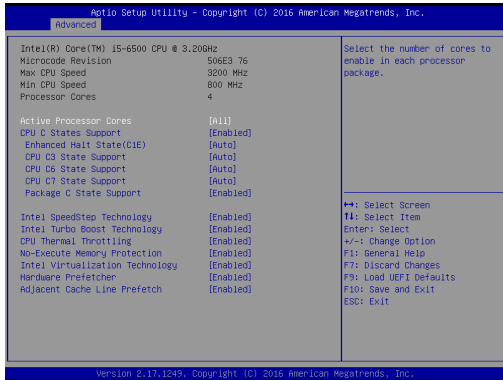 Aptio Setup Utility – Copyright (C) 2016 American Megatrends, Inc.
Advanced
Intel(R) Core(TM) i5-6500 CPU @ 3.20GHz
Microcode Revision 506E3 76
Max CPU Speed 3200 MHz
Min CPU Speed 800 MHz
Processor Cores 4
Active Processor Cores [All]
CPU C States Support [Enabled]
Enhanced Halt State(C1E) [Auto]
CPU C3 State Support [Auto]
CPU C6 State Support [Auto]
CPU C7 State Support [Auto]
Package C State Support [Enabled]
Intel SpeedStep Technology [Enabled]
Intel Turbo Boost Technology [Enabled]
CPU Thermal Throttling [Enabled]
No-Execute Memory Protection [Enabled]
Intel Virtualization Technology [Enabled]
Hardware Prefetcher [Enabled]
Adjacent Cache Line Prefetch [Enabled]
Select the number of cores to
enable in each processor
package.
↔: Select Screen
↑↓: Select Item
Enter: Select
+/-: Change Option
F1: General Help
F7: Discard Changes
F9: Load UEFI Defaults
F10: Save and Exit
ESC: Exit
Version 2.17.1249. Copyright (C) 2016 American Megatrends, Inc.